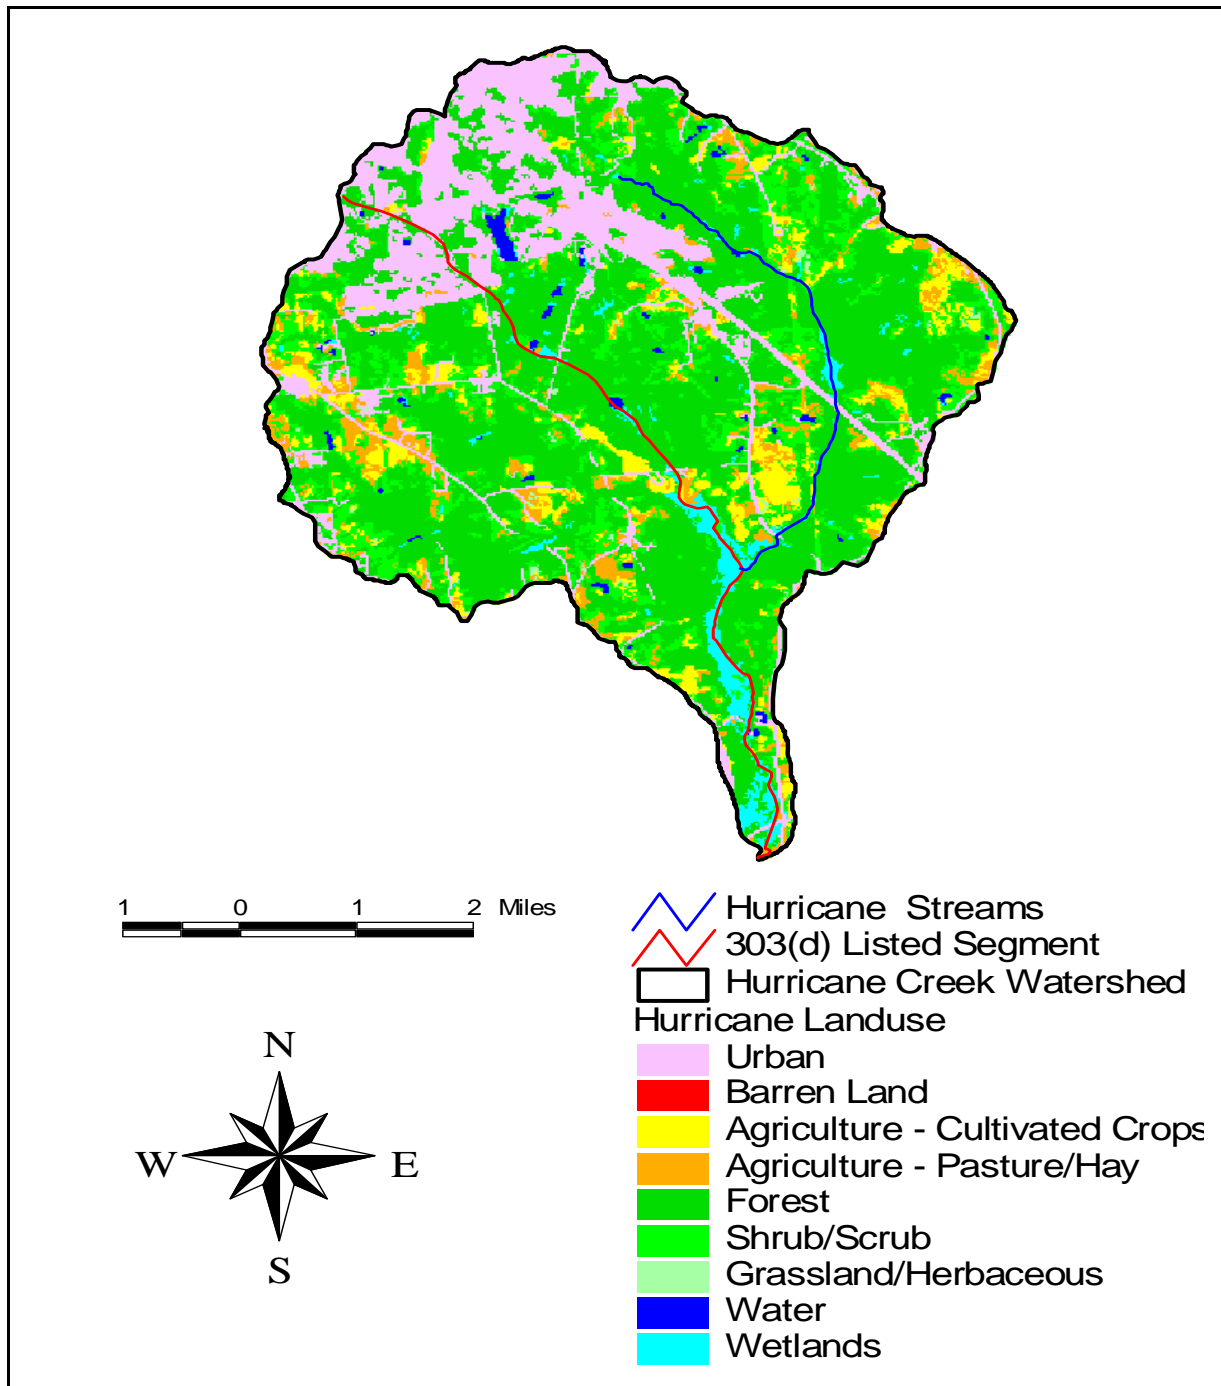 1 0 1 2 Miles
Hurricane Streams
303(d) Listed Segment
Hurricane Creek Watershed
Hurricane Landuse
Urban
Barren Land
Agriculture - Cultivated Crops
Agriculture - Pasture/Hay
Forest
Shrub/Scrub
Grassland/Herbaceous
Water
Wetlands
N
W E
S